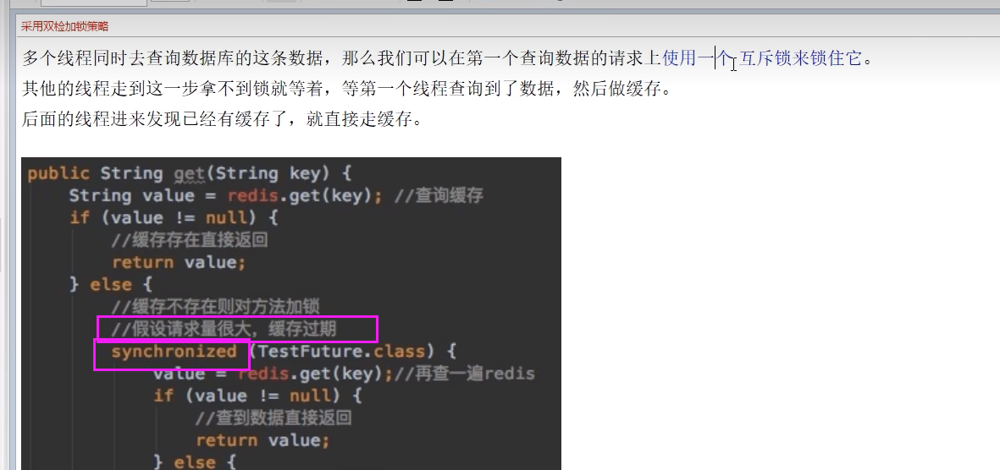 采用双检加锁策略
多个线程同时去查询数据库的这条数据，那么我们可以在第一个查询数据的请求上使用一个 互斥锁来锁住它。
其他的线程走到这一步拿不到锁就等着，等第一个线程查询到了数据，然后做缓存。
后面的线程进来发现已经有缓存了，就直接走缓存。
public String get(String key) {
String value = redis.get(key); //查询缓存
if (value != null) {
//缓存存在直接返回
return value;
} else {
//缓存不存在则对方法加锁
//假设请求量很大，缓存过期
synchronized (TestFuture.class) {
value = redis.get(key);//再查一遍redis
if (value != null) {
//查到数据直接返回
return value;
} else {